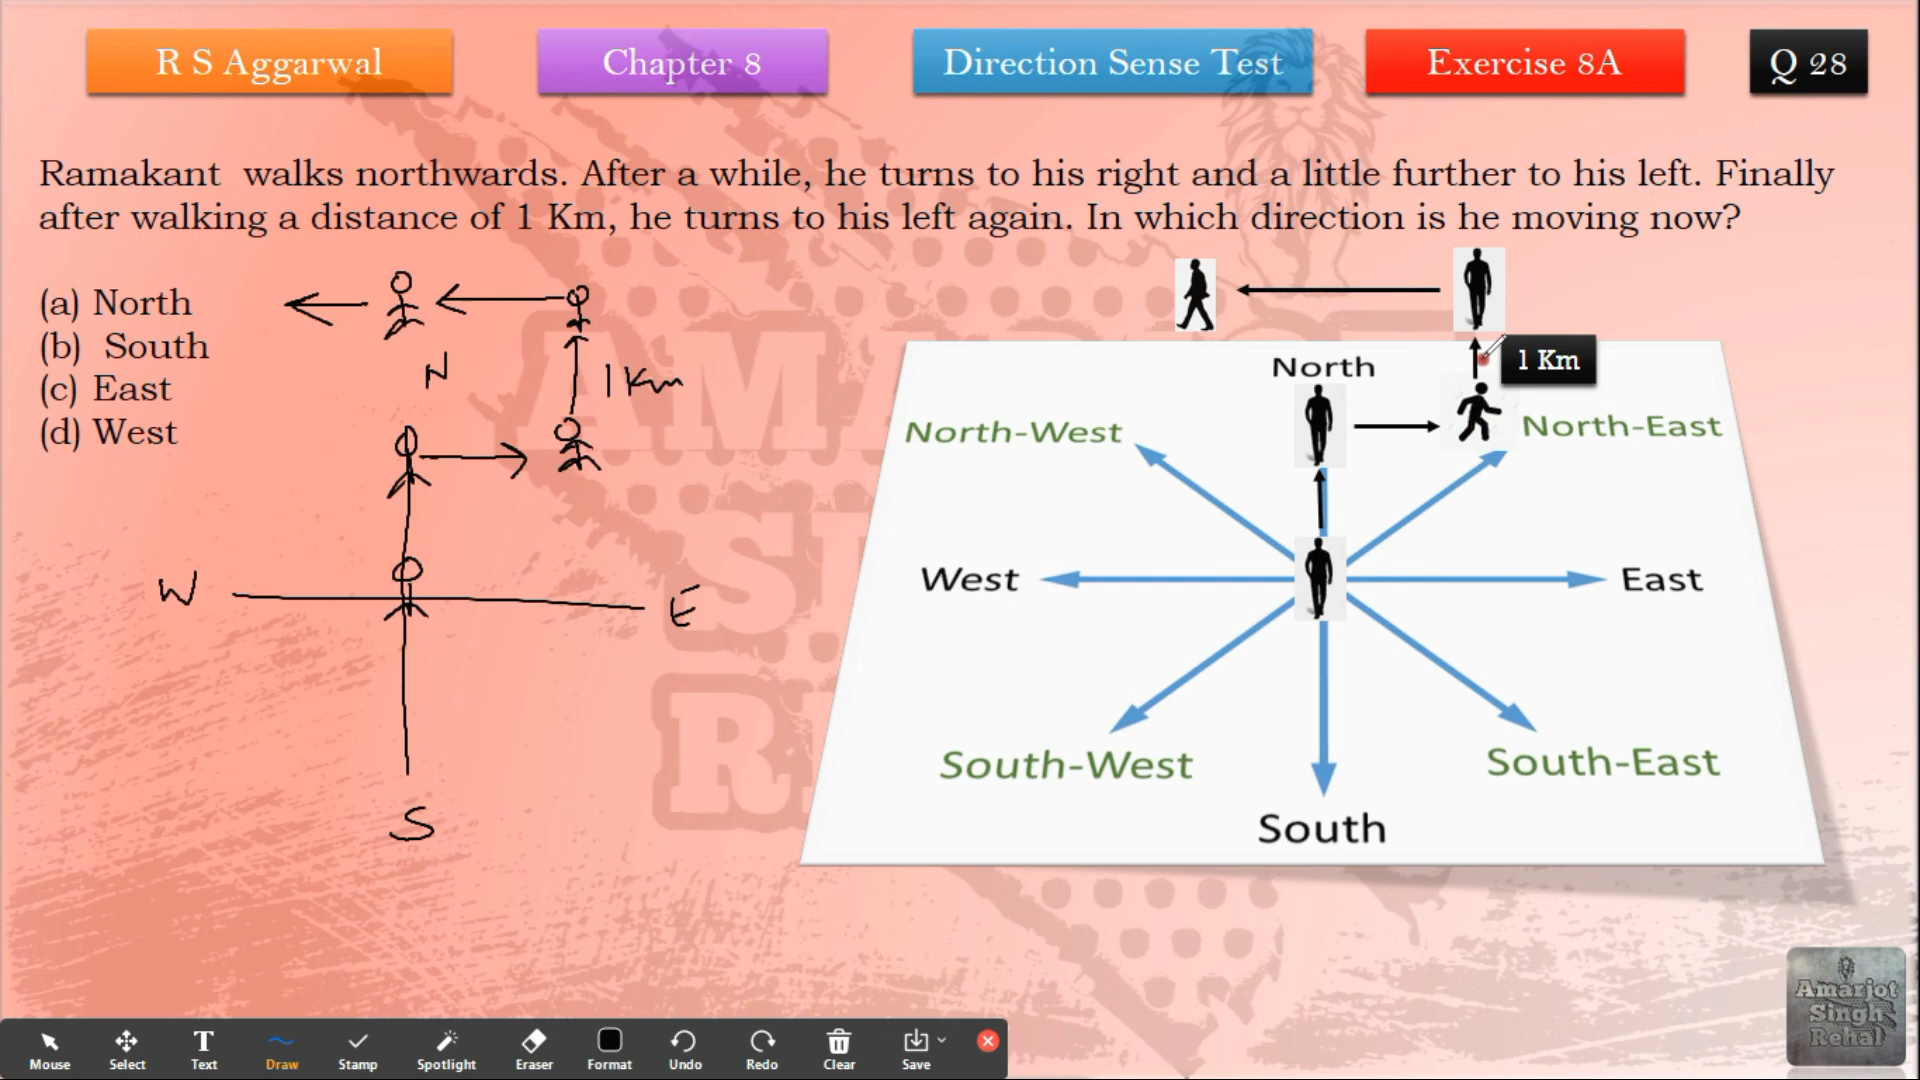 R S Aggarwal
Chapter 8
Direction Sense Test
Exercise 8A
Q 28
Ramakant walks northwards. After a while, he turns to his right and a little further to his left. Finally
after walking a distance of 1 Km, he turns to his left again. In which direction is he moving now?
(a) North
(b) South
(c) East
(d) West
N
1 Km
W
E
S
1 Km
North
North-West
North-East
West
East
South-West
South-East
South
Amarjot
Singh
Rehal
Mouse
Select
Text
Draw
Stamp
Spotlight
Eraser
Format
Undo
Redo
Clear
Save